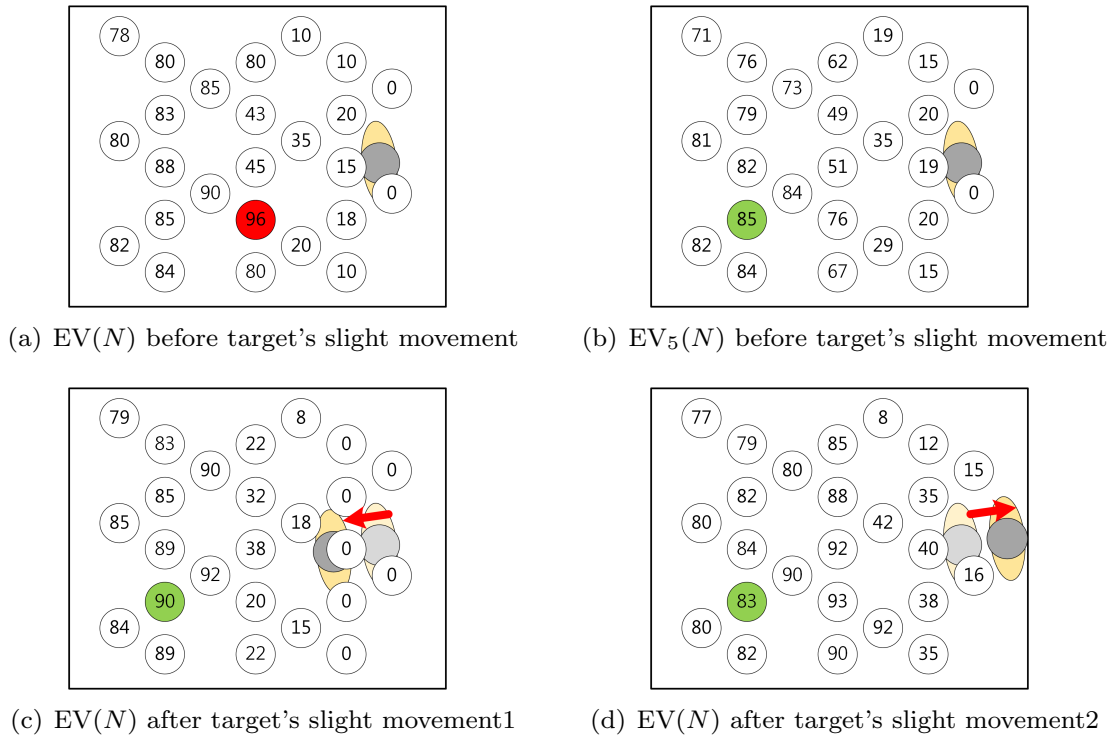 78 10
80 80 10
85 0
83 43 20
80 35
88 45 15
90 0
85 96 18
82 20
84 80 10
(a) EV(N) before target's slight movement
71 19
76 62 15
73 0
79 49 20
81 35
82 51 19
84 0
85 76 20
82 29
84 67 15
(b) EV₅(N) before target's slight movement
79 8
83 22 0
90 0
85 32 0
85 18
89 38 0
92 0
90 20 0
84 15
89 22 0
(c) EV(N) after target's slight movement1
77 8
79 85 12
80 15
82 88 35
80 42
84 92 40
90 16
83 93 38
80 92
82 90 35
(d) EV(N) after target's slight movement2